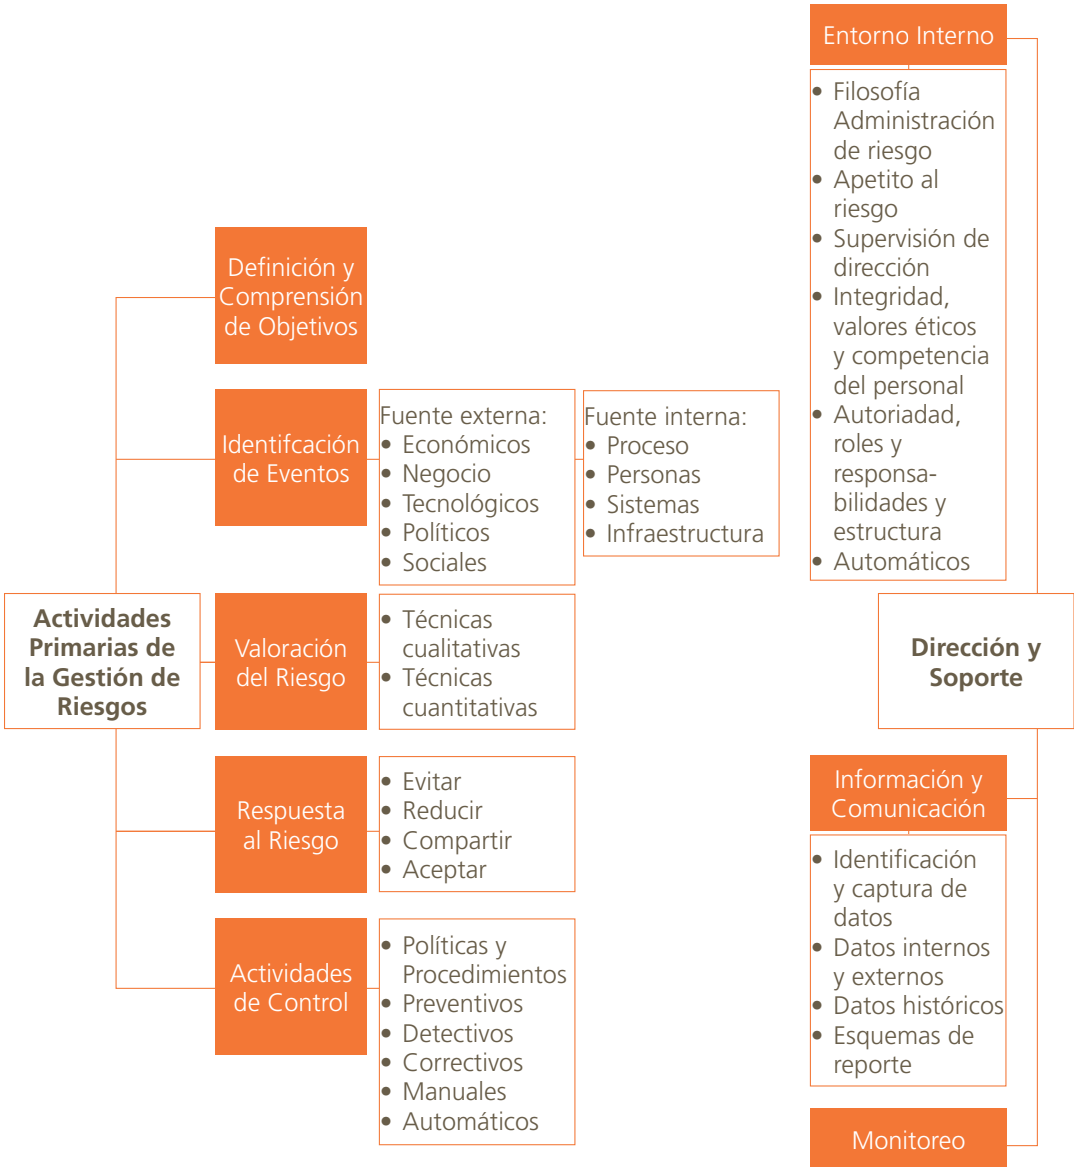 Actividades
Primarias de
la Gestión de
Riesgos
Definición y
Comprensión
de Objetivos
Identifcación
de Eventos
Fuente externa:
• Económicos
• Negocio
• Tecnológicos
• Políticos
• Sociales
Fuente interna:
• Proceso
• Personas
• Sistemas
• Infraestructura
Valoración
del Riesgo
• Técnicas
cualitativas
• Técnicas
cuantitativas
Respuesta
al Riesgo
• Evitar
• Reducir
• Compartir
• Aceptar
Actividades
de Control
• Políticas y
Procedimientos
• Preventivos
• Detectivos
• Correctivos
• Manuales
• Automáticos
Entorno Interno
• Filosofía
Administración
de riesgo
• Apetito al
riesgo
• Supervisión de
dirección
• Integridad,
valores éticos
y competencia
del personal
• Autoriadad,
roles y
responsa-
bilidades y
estructura
• Automáticos
Dirección y
Soporte
Información y
Comunicación
• Identificación
y captura de
datos
• Datos internos
y externos
• Datos históricos
• Esquemas de
reporte
Monitoreo